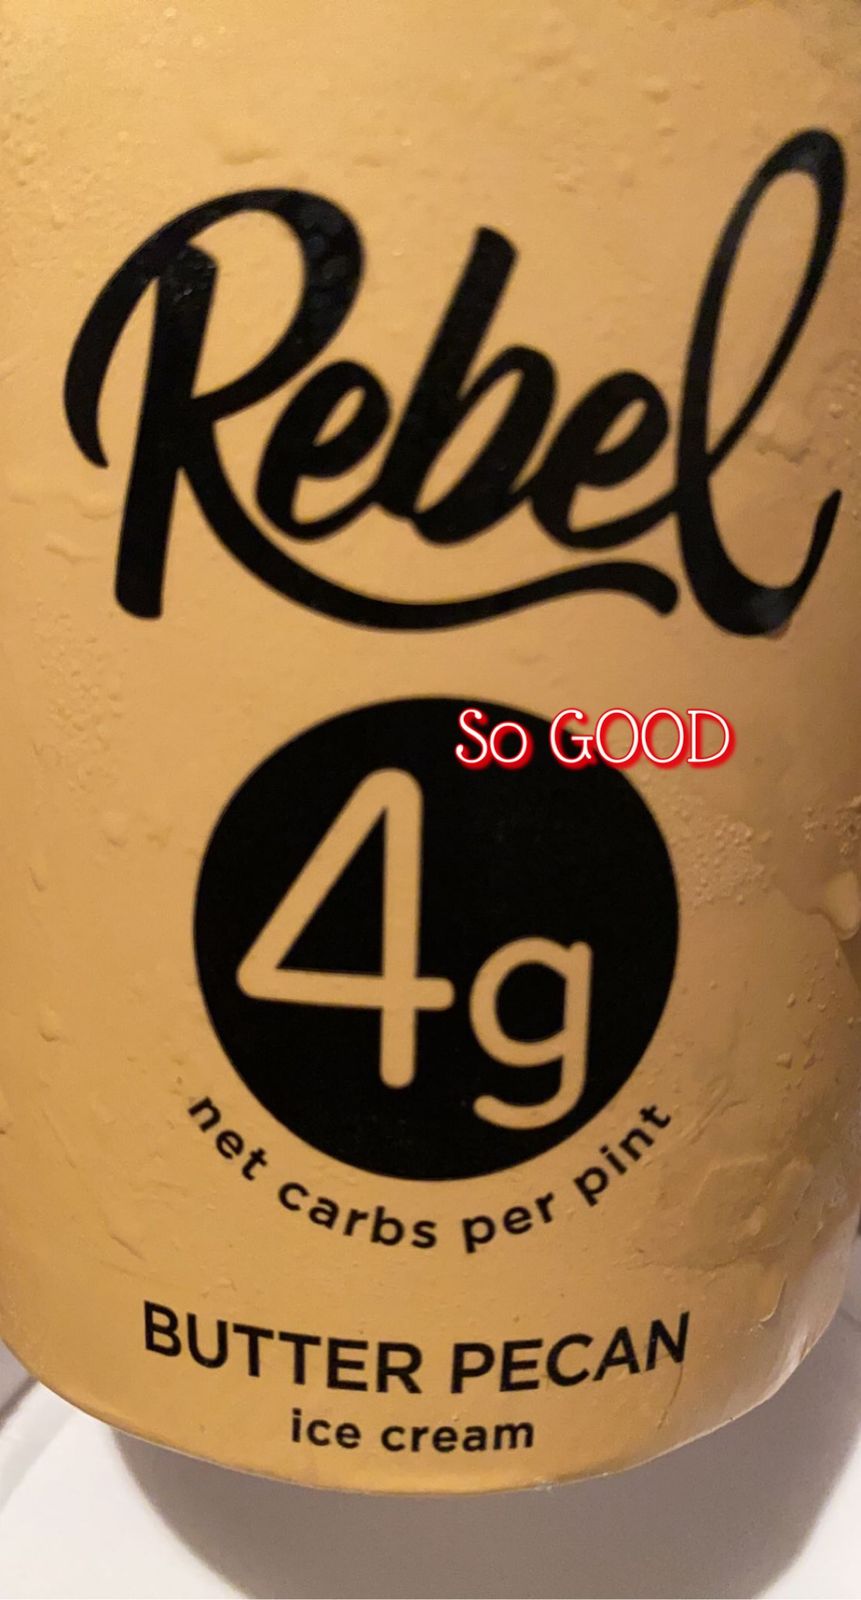 Rebel
So GOOD
4g
net carbs per pint
BUTTER PECAN
ice cream